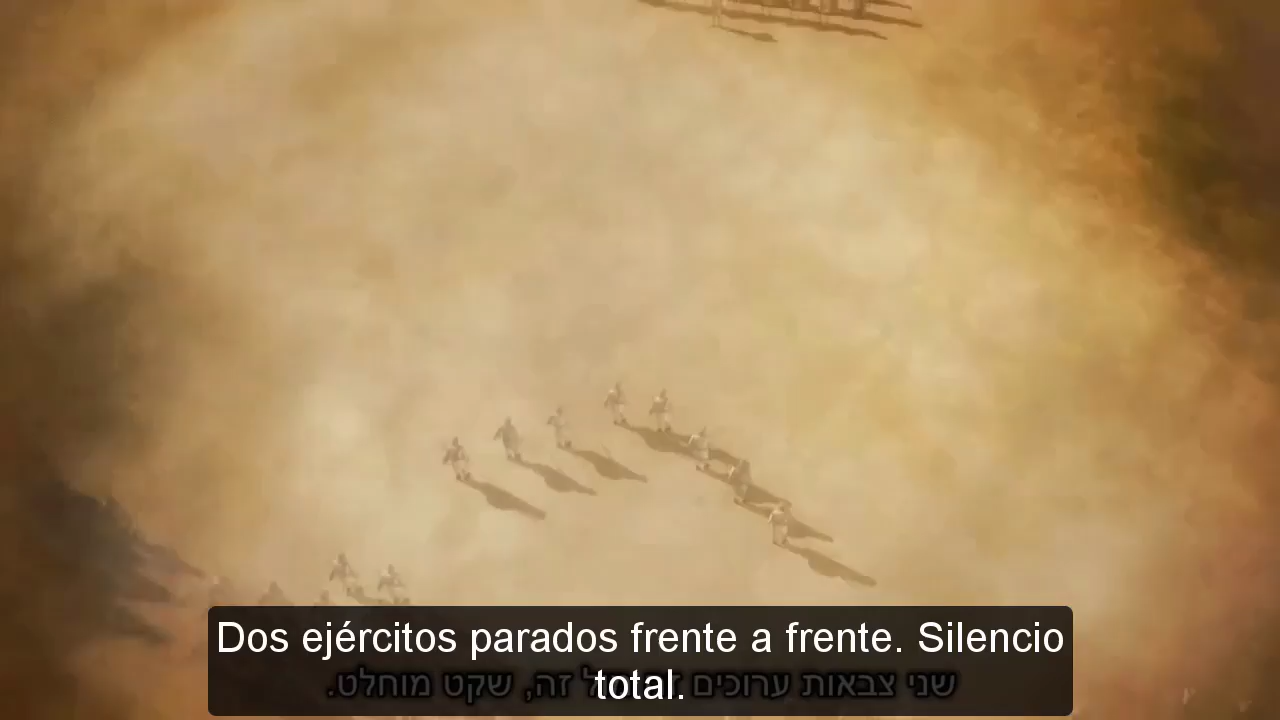 Dos ejércitos parados frente a frente. Silencio
total.
שני צבאות ערוכים זה, שקט מוחלט.